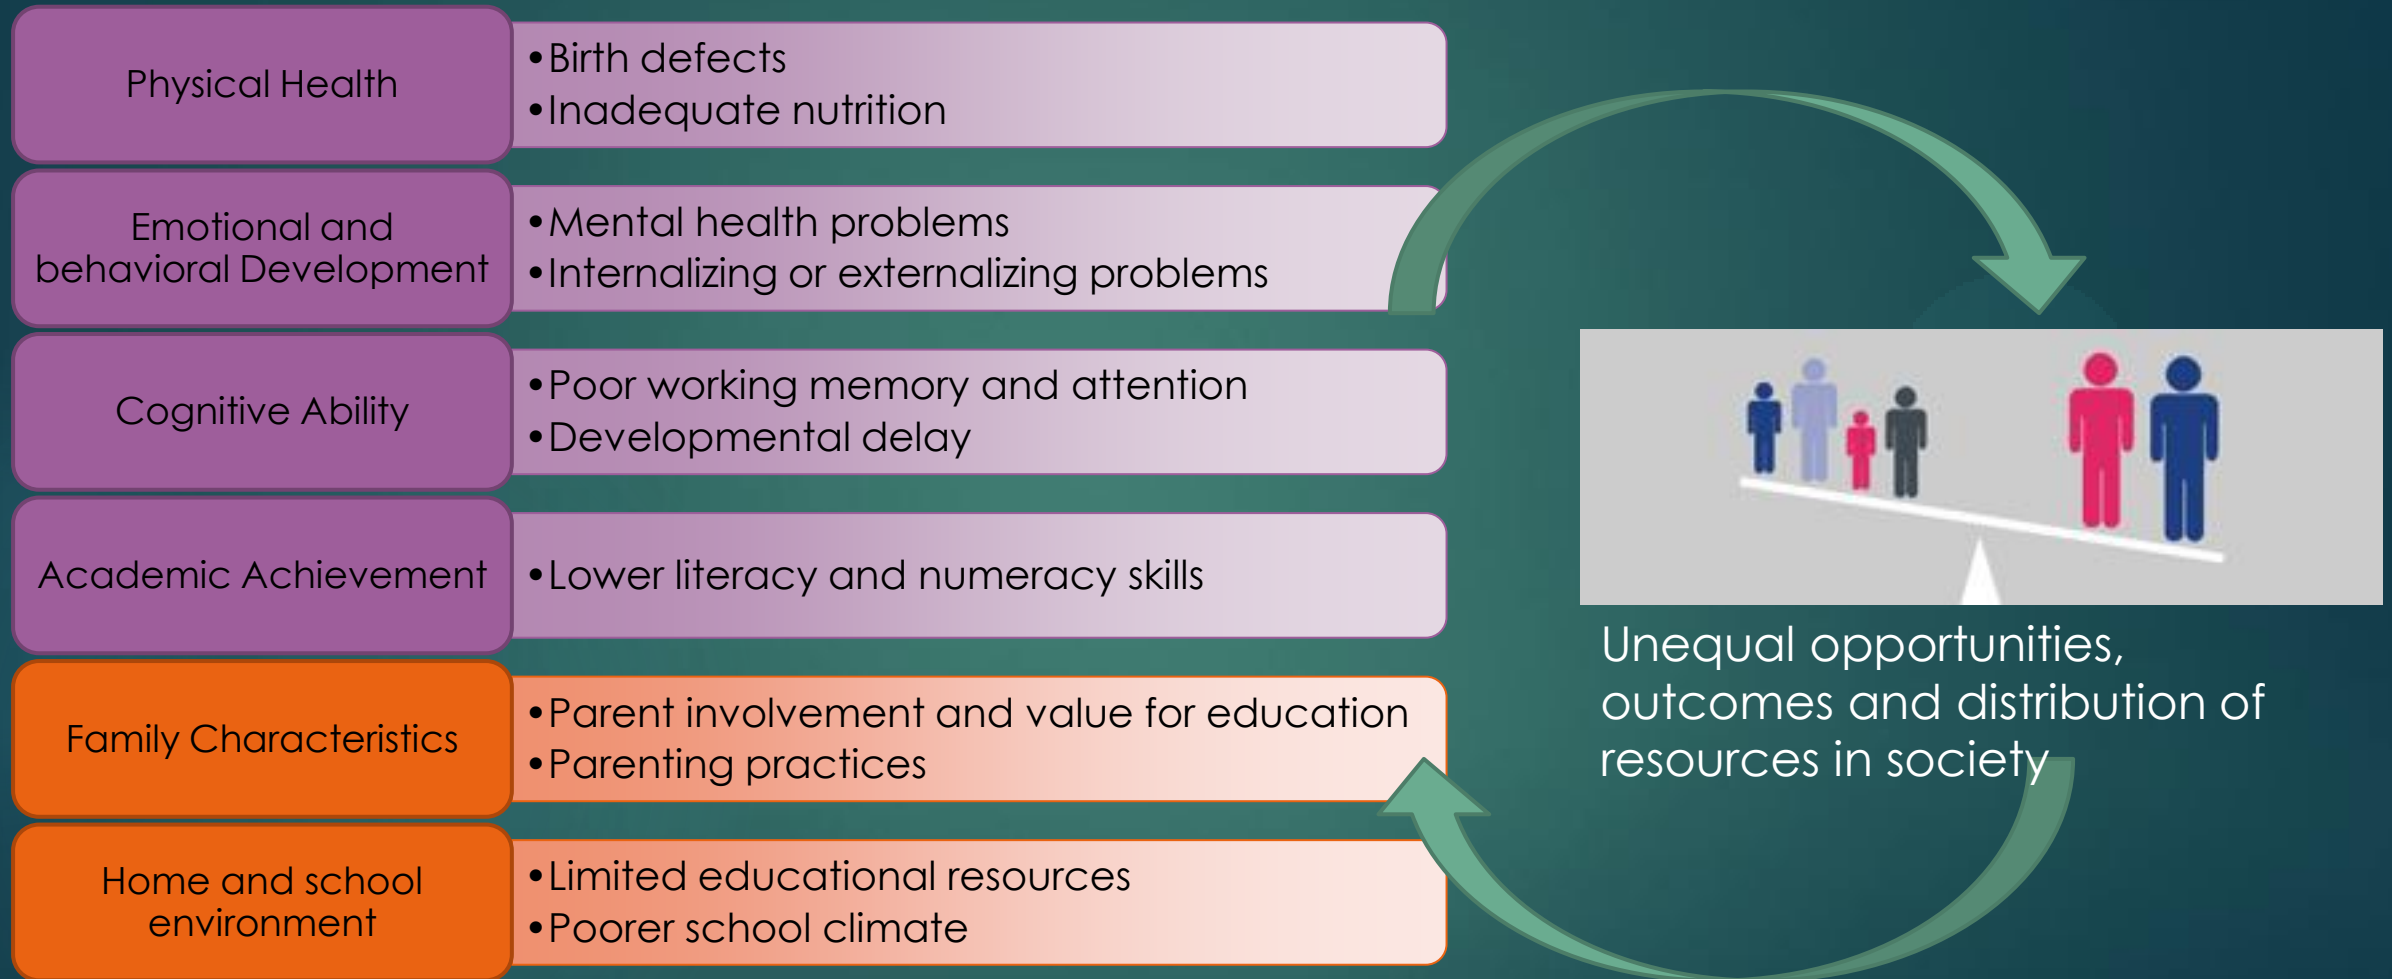 Physical Health
•Birth defects
•Inadequate nutrition
Emotional and
behavioral Development
•Mental health problems
•Internalizing or externalizing problems
Cognitive Ability
•Poor working memory and attention
•Developmental delay
Academic Achievement
•Lower literacy and numeracy skills
Family Characteristics
•Parent involvement and value for education
•Parenting practices
Home and school
environment
•Limited educational resources
•Poorer school climate
Unequal opportunities,
outcomes and distribution of
resources in society